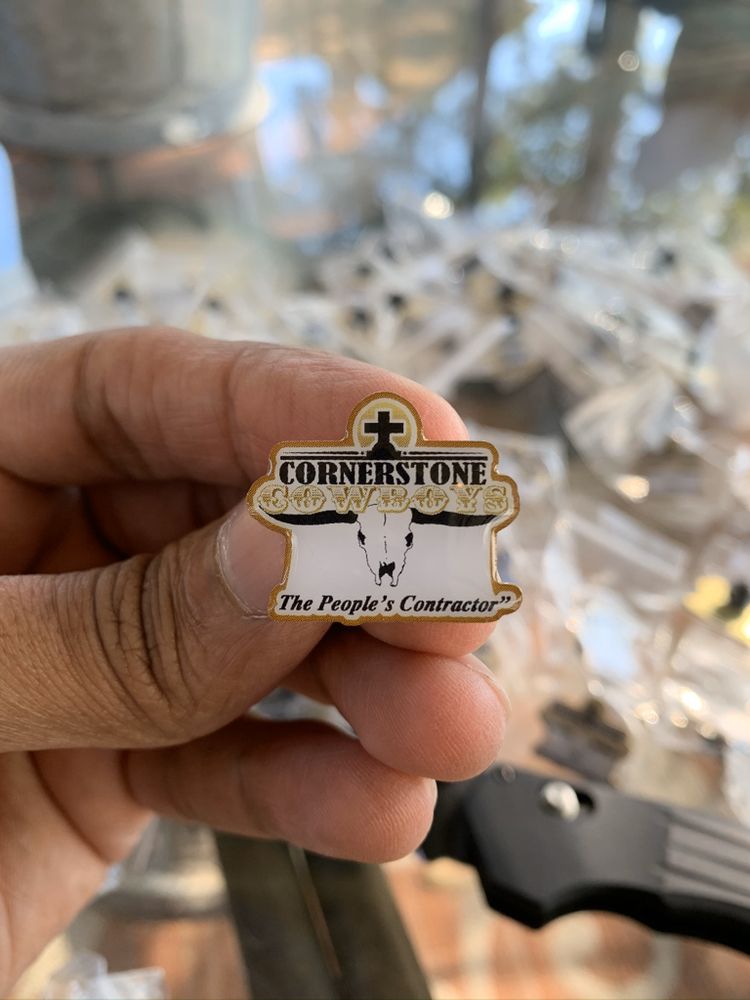 CORNERSTONE
COWBOYS
The People's Contractor"